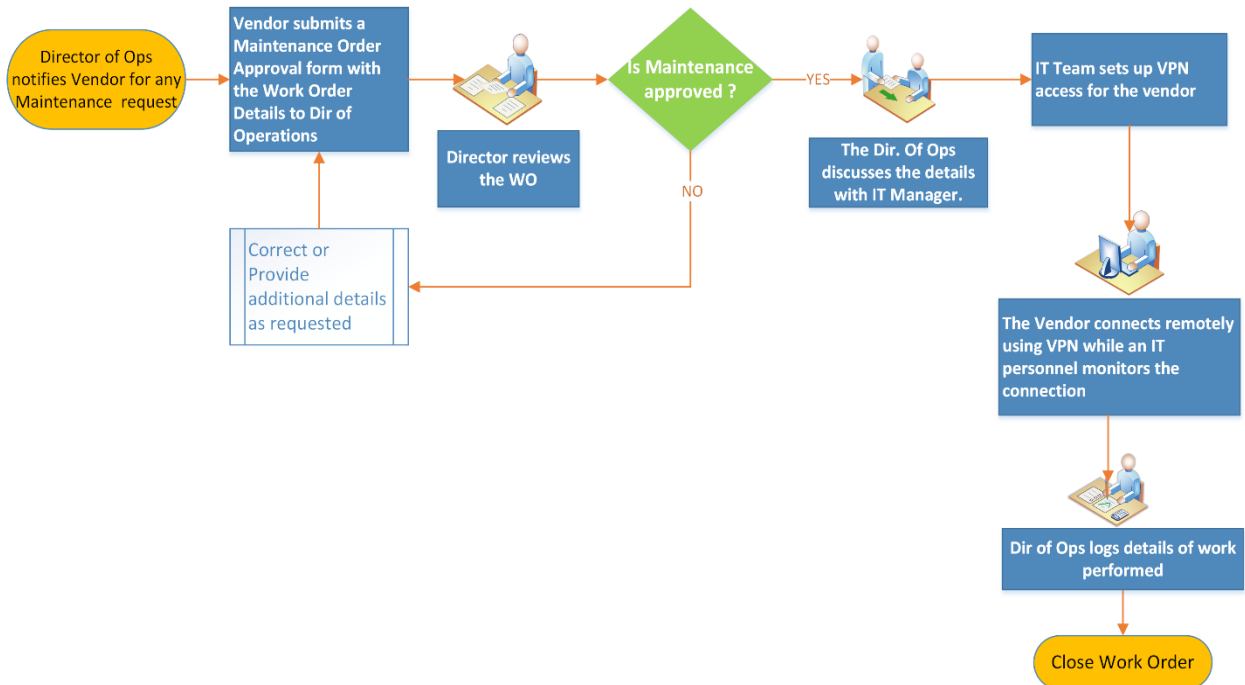 Director of Ops
notifies Vendor for any
Maintenance request
Vendor submits a
Maintenance Order
Approval form with
the Work Order
Details to Dir of
Operations
Director reviews
the WO
Is Maintenance
approved ?
YES
NO
The Dir. Of Ops
discusses the details
with IT Manager.
IT Team sets up VPN
access for the vendor
Correct or
Provide
additional details
as requested
The Vendor connects remotely
using VPN while an IT
personnel monitors the
connection
Dir of Ops logs details of work
performed
Close Work Order